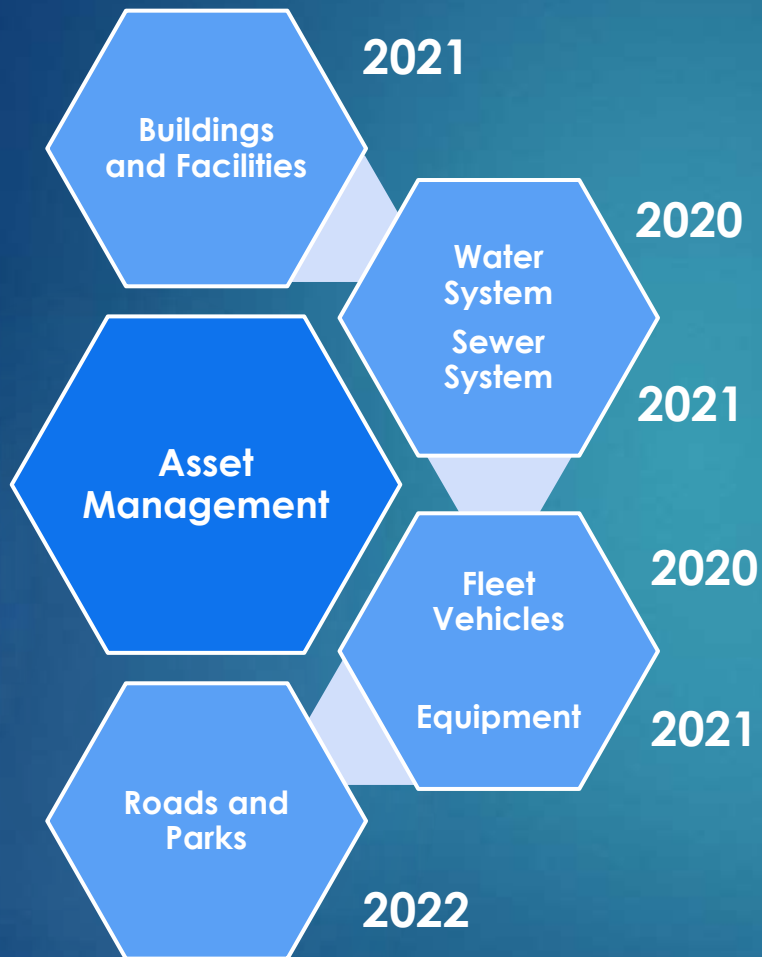 2021
Buildings
and Facilities
2020
Water
System
Sewer
System
2021
Asset
Management
2020
Fleet
Vehicles
Equipment
2021
Roads and
Parks
2022